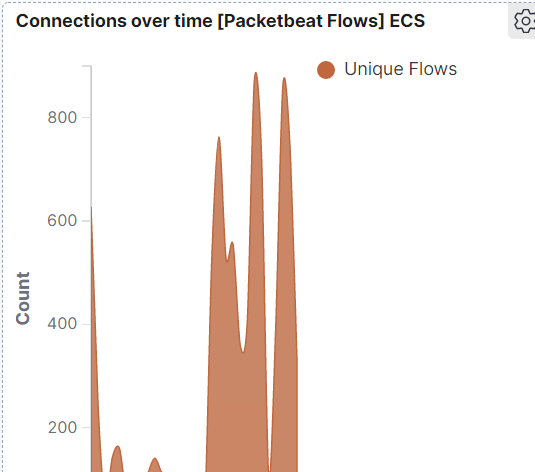 Connections over time [Packetbeat Flows] ECS
Unique Flows
800
600
400
200
Count